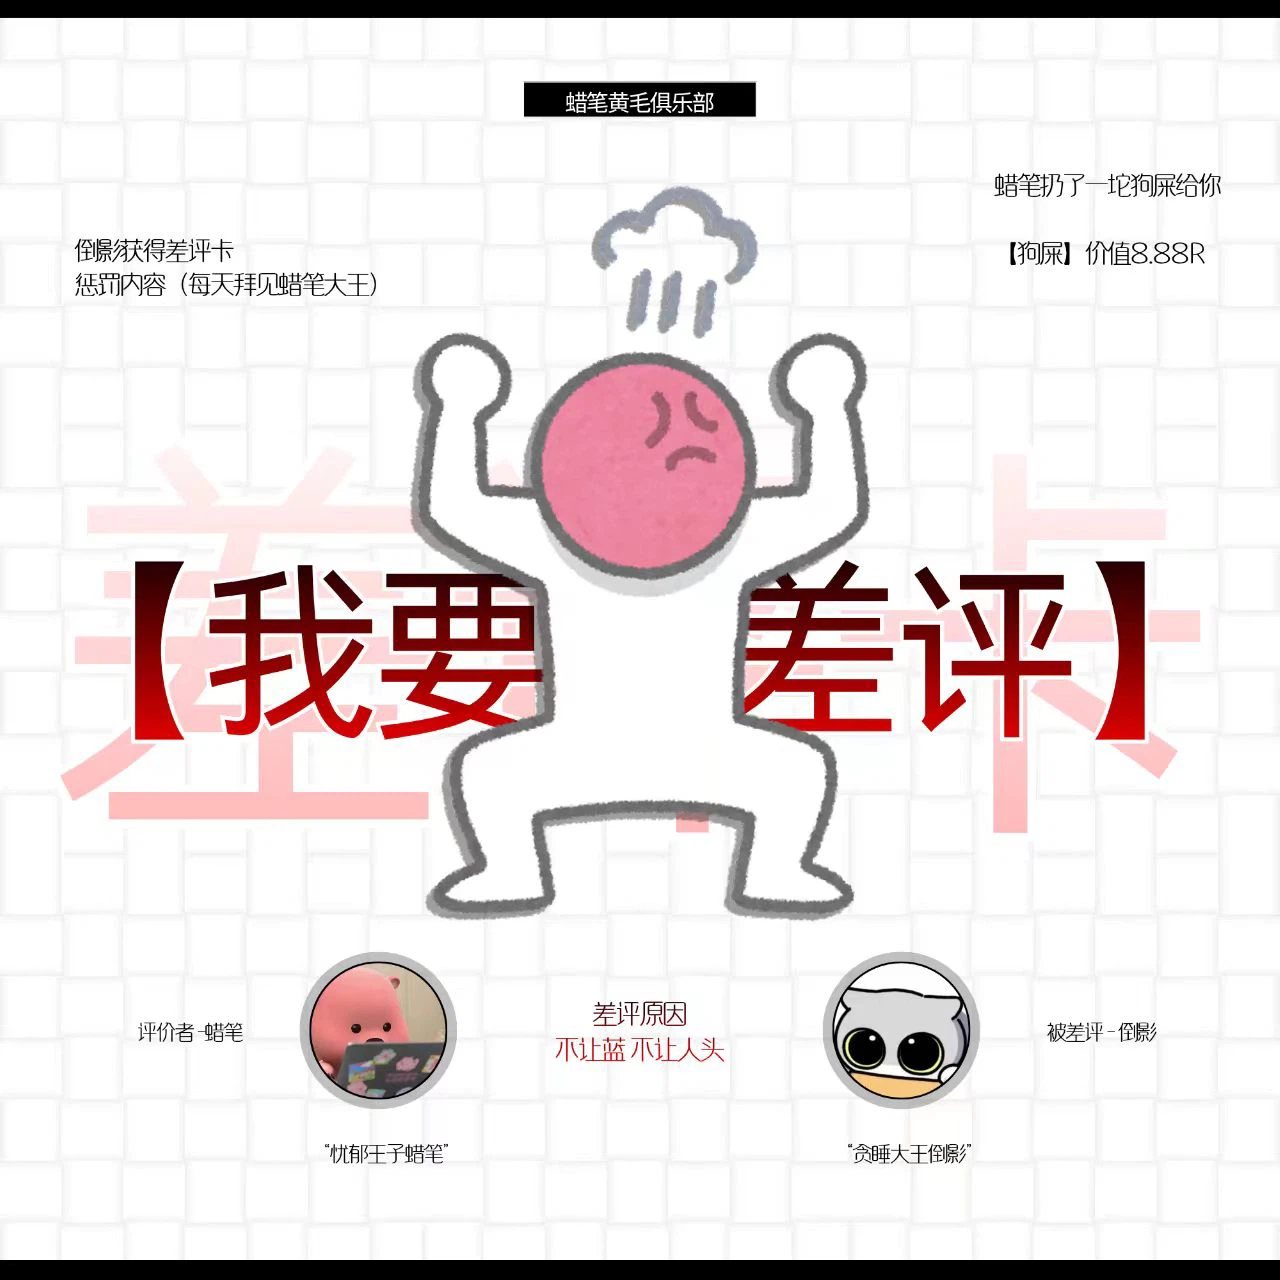 蜡笔黄毛俱乐部
蜡笔扔了一坨狗屎给你
【狗屎】价值8.88R
倒影获得差评卡
惩罚内容（每天拜见蜡笔大王）
差评卡
【我要差评】
差评原因
不让蓝 不让人头
评价者-蜡笔
被差评-倒影
“忧郁王子蜡笔”
“贪睡大王倒影”